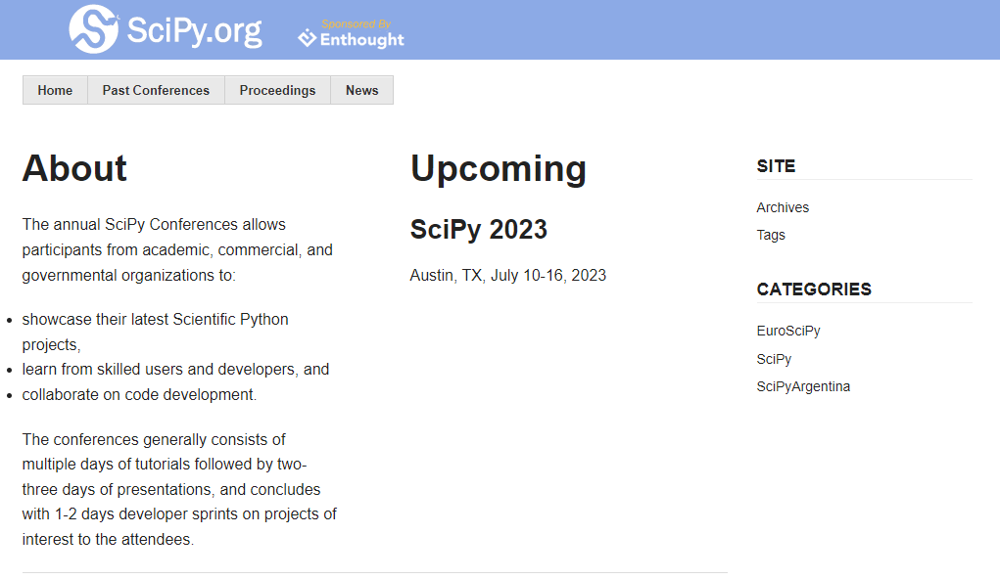 SciPy.org
Sponsored By
Enthought
Home
Past Conferences
Proceedings
News
About
The annual SciPy Conferences allows
participants from academic, commercial, and
governmental organizations to:
showcase their latest Scientific Python
projects,
learn from skilled users and developers, and
collaborate on code development.
The conferences generally consists of
multiple days of tutorials followed by two-
three days of presentations, and concludes
with 1-2 days developer sprints on projects of
interest to the attendees.
Upcoming
SciPy 2023
Austin, TX, July 10-16, 2023
SITE
Archives
Tags
CATEGORIES
EuroSciPy
SciPy
SciPyArgentina